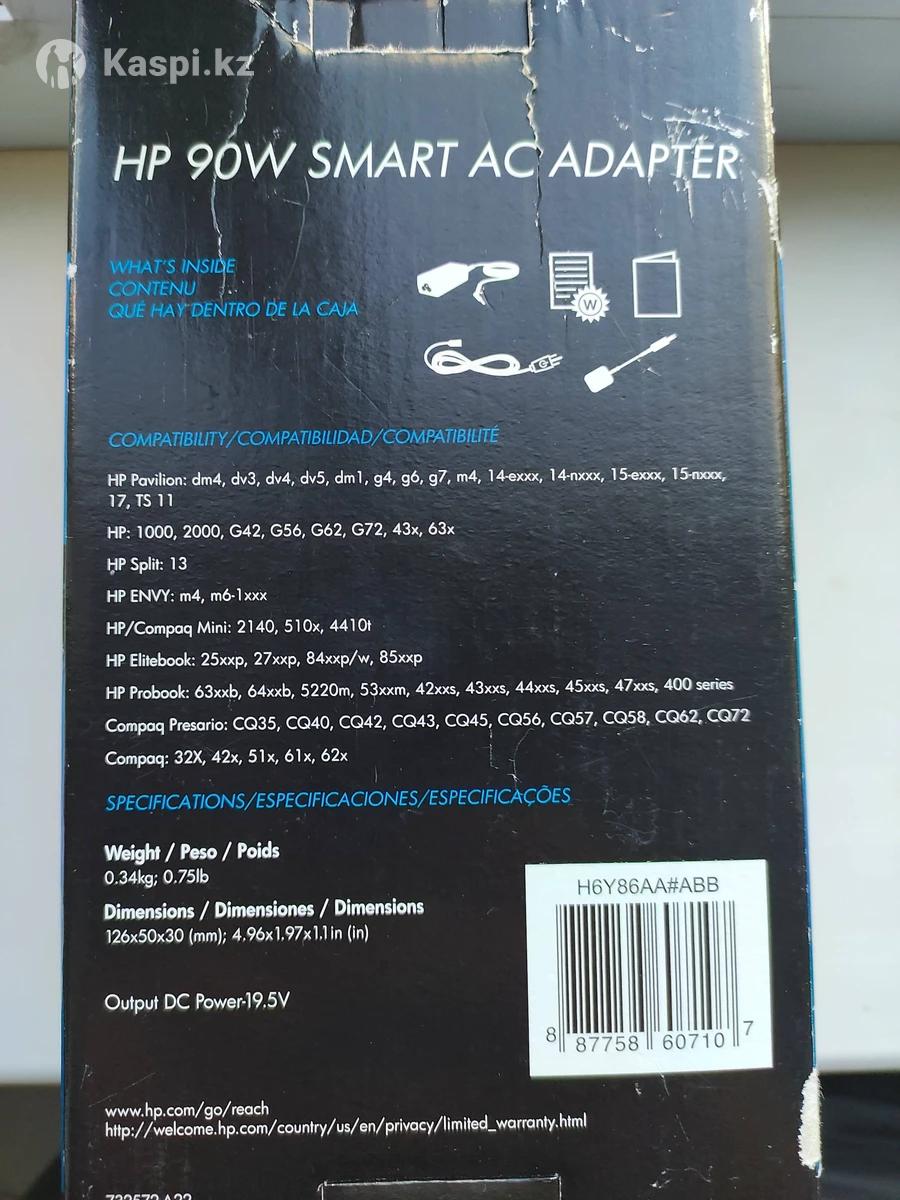 Kaspi.kz
HP 90W SMART AC ADAPTER
WHAT'S INSIDE
CONTENU
QUÉ HAY DENTRO DE LA CAJA
W
COMPATIBILITY/COMPATIBILIDAD/COMPATIBILITÉ
HP Pavilion: dm4, dv3, dv4, dv5, dm1, g4, g6, g7, m4, 14-exxx, 14-nxxx, 15-exxx, 15-nxxx,
17, TS 11
HP: 1000, 2000, G42, G56, G62, G72, 43x, 63x
HP Split: 13
HP ENVY: m4, m6-1xxx
HP/Compaq Mini: 2140, 510x, 4410t
HP Elitebook: 25xxp, 27xxp, 84xxp/w, 85xxp
HP Probook: 63xxb, 64xxb, 5220m, 53xxm, 42xxs, 43xxs, 44xxs, 45xxs, 47xxs, 400 series
Compaq Presario: CQ35, CQ40, CQ42, CQ43, CQ45, CQ56, CQ57, CQ58, CQ62, CQ72
Compaq: 32X, 42x, 51x, 61x, 62x
SPECIFICATIONS/ESPECIFICACIONES/ESPECIFICAÇÕES
Weight / Peso / Poids
0.34kg; 0.75lb
Dimensions / Dimensiones / Dimensions
126x50x30 (mm); 4.96x1.97x1.1in (in)
Output DC Power-19.5V
H6Y86AA#ABB
8 87758 60710 7
www.hp.com/go/reach
http://welcome.hp.com/country/us/en/privacy/limited_warranty.html